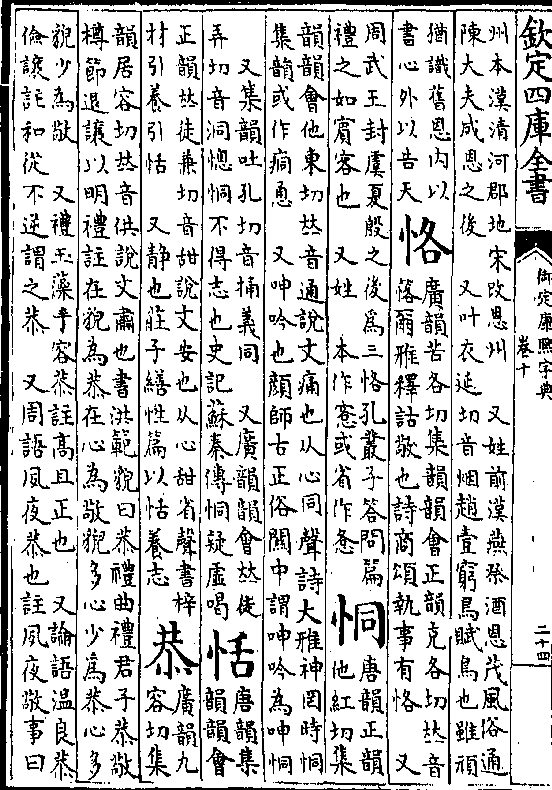 欽定四庫全書
御定康熙字典
卷十
二十四
州本漢清河郡地宋改恩州　又姓前漢燕祭酒恩茂風俗通
陳大夫成恩之後　又叶衣延切音烟趙壹窮鳥賦鳥也雖頑
猶識舊恩内以
書心外以告天
恪
廣韻苦各切集韻韻會正韻克各切𠀤音
爾雅釋詁敬也詩商頌執事有恪　又
周武王封虞夏殷之後爲三恪孔叢子答問篇
禮之如賓客也　又姓　本作愙或省作
恫
唐韻正韻
他紅切集
韻韻會他東切𠀤音通說文痛也从心同聲詩大雅神罔時恫
集韻或作痌　又呻吟也顏師古正俗關中謂呻吟為呻恫
又集韻吐孔切音捅義同　又廣韻韻會𠀤徒
弄切音洞愡恫不得志也史記蘇秦傳恫疑虛喝
恬
唐韻集
韻韻會
正韻𠀤徒兼切音甜說文安也从心甜省聲書梓
材引養引恬　又靜也莊子繕性篇以恬養志
恭
廣韻九
容切集
韻居容切𠀤音供說文肅也書洪範貌曰恭禮曲禮君子恭敬
樽節退讓以明禮註在貌為恭在心為敬貌多心少爲恭心多
貌少為敬　又禮玉藻手容恭註高且正也　又論語溫良恭
儉讓註和從不逆謂之恭　又周語夙夜恭也註夙夜敬事曰